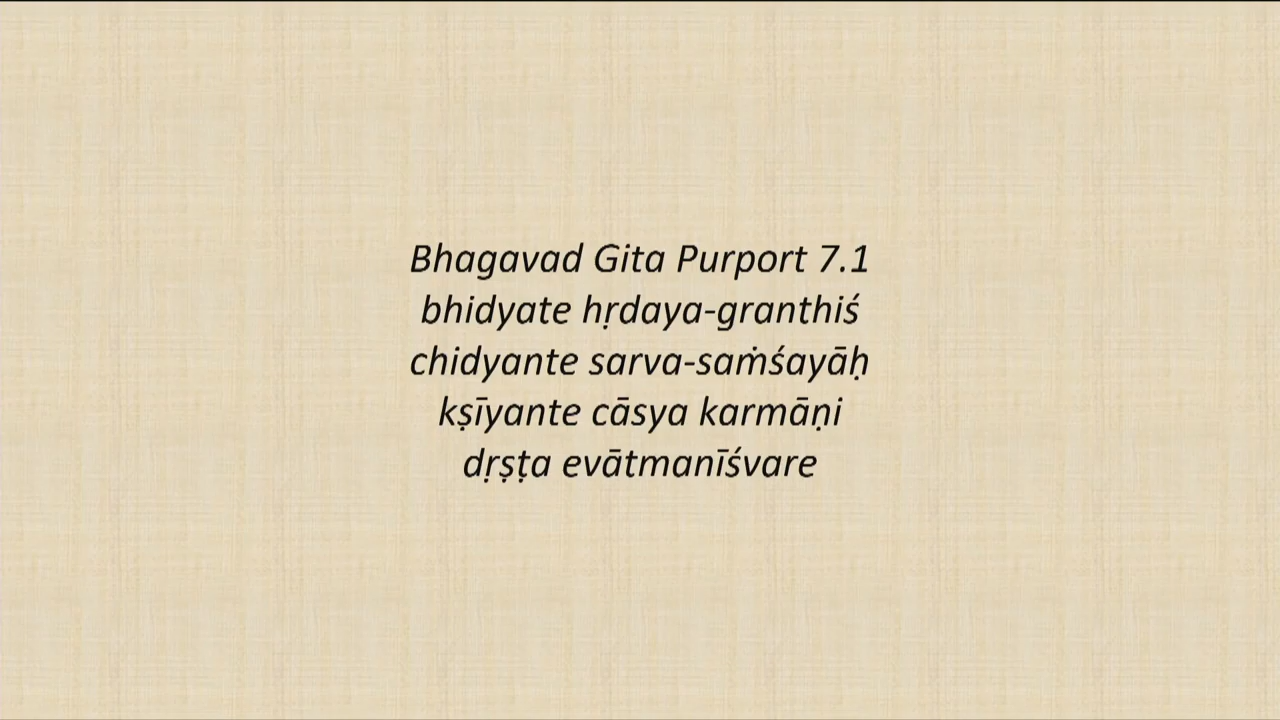 Bhagavad Gita Purport 7.1
bhidyate hṛdaya-granthiś
chidyante sarva-saṁśayāḥ
kṣīyante cāsya karmāṇi
dṛṣṭa evātmanīśvare